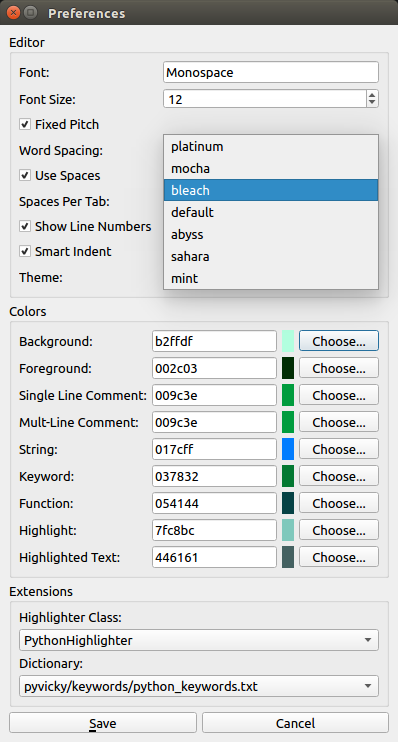 Preferences
Editor
Font: Monospace
Font Size: 12
Fixed Pitch
Word Spacing:
Use Spaces
Spaces Per Tab:
Show Line Numbers
Smart Indent
Theme:
platinum
mocha
bleach
default
abyss
sahara
mint
Colors
Background: b2ffdf Choose...
Foreground: 002c03 Choose...
Single Line Comment: 009c3e Choose...
Mult-Line Comment: 009c3e Choose...
String: 017cff Choose...
Keyword: 037832 Choose...
Function: 054144 Choose...
Highlight: 7fc8bc Choose...
Highlighted Text: 446161 Choose...
Extensions
Highlighter Class:
PythonHighlighter
Dictionary:
pyvicky/keywords/python_keywords.txt
Save Cancel